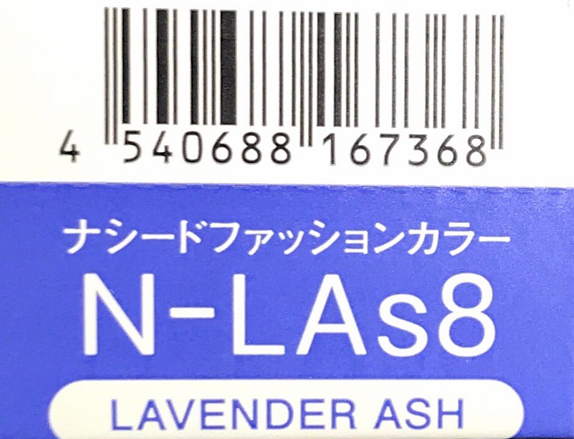 4 540688 167368
ナシードファッションカラー
N-LAs8
LAVENDER ASH